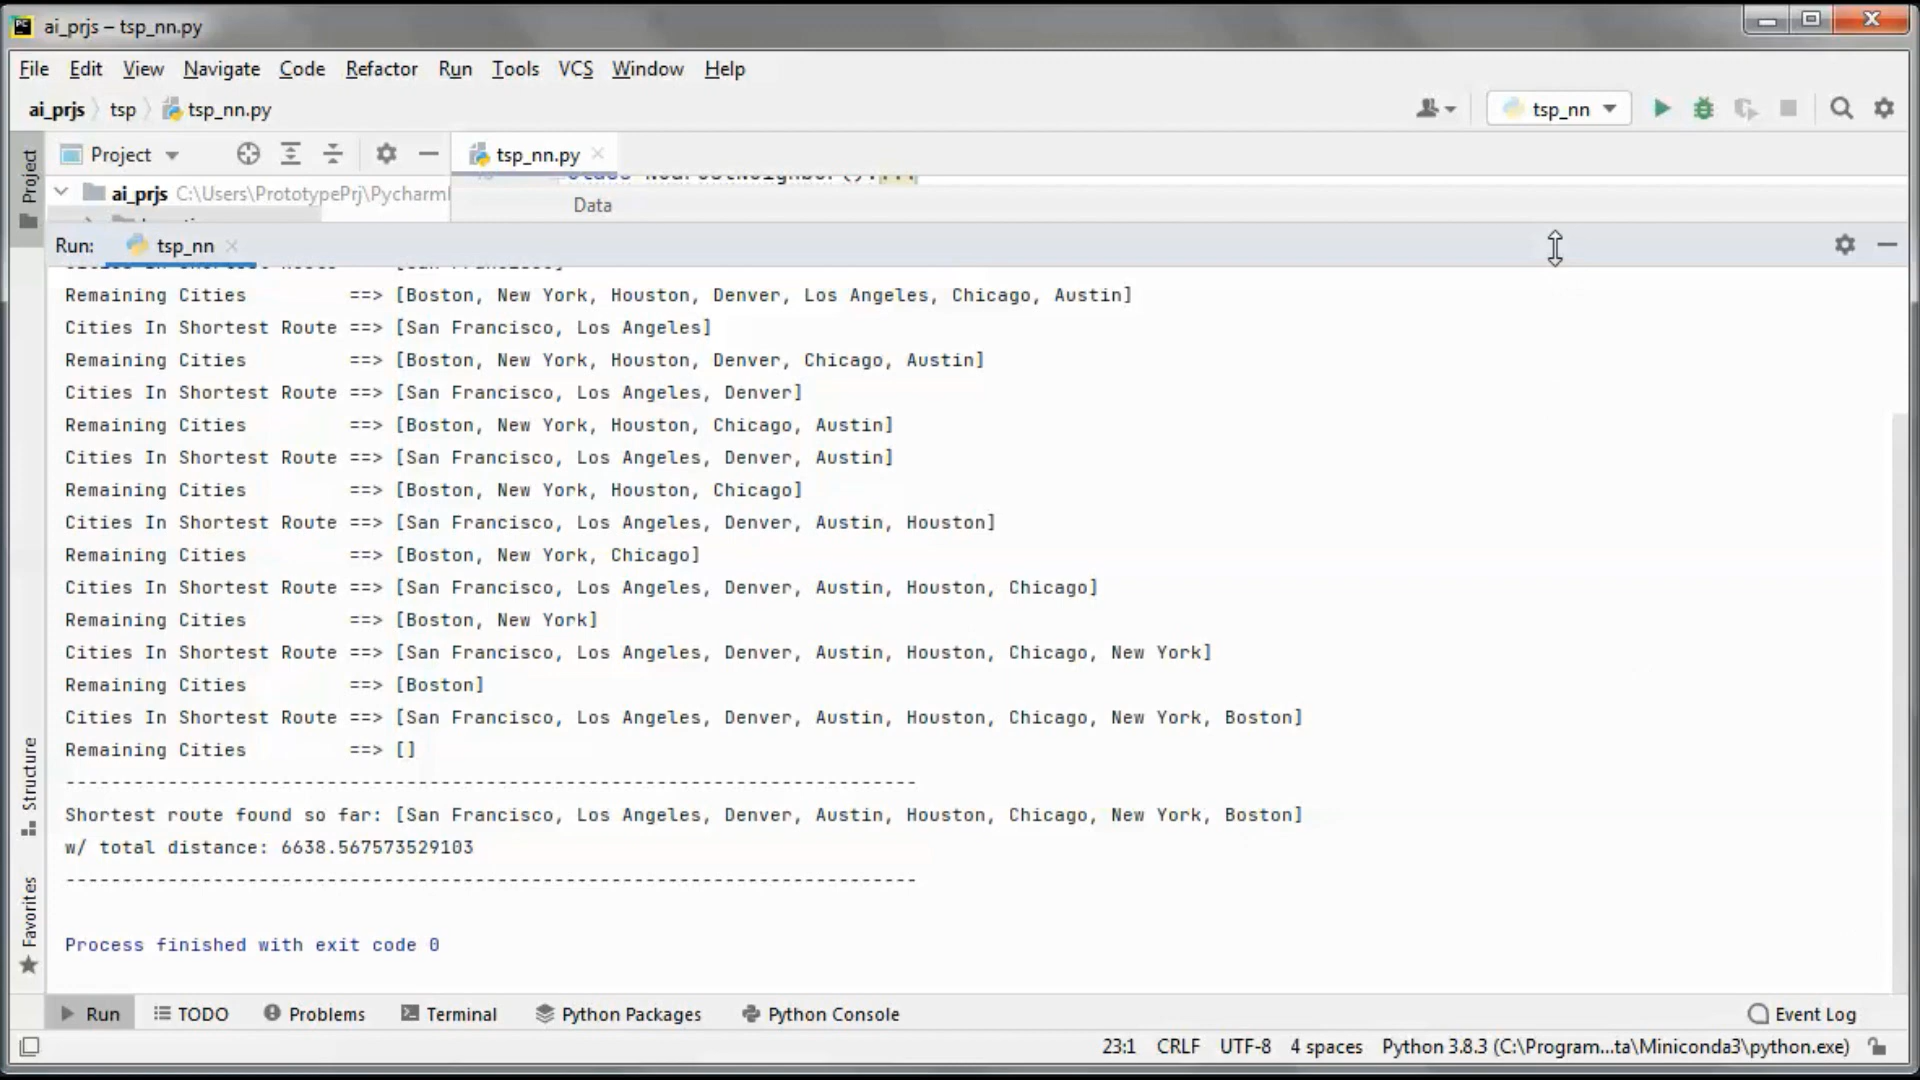 ai_prjs – tsp_nn.py
File Edit View Navigate Code Refactor Run Tools VCS Window Help
ai_prjs tsp tsp_nn.py tsp_nn
Project tsp_nn.py
ai_prjs C:\Users\PrototypePrj\Pycharm
Data
Project
Run: tsp_nn
Remaining Cities ==> [Boston, New York, Houston, Denver, Los Angeles, Chicago, Austin]
Cities In Shortest Route ==> [San Francisco, Los Angeles]
Remaining Cities ==> [Boston, New York, Houston, Denver, Chicago, Austin]
Cities In Shortest Route ==> [San Francisco, Los Angeles, Denver]
Remaining Cities ==> [Boston, New York, Houston, Chicago, Austin]
Cities In Shortest Route ==> [San Francisco, Los Angeles, Denver, Austin]
Remaining Cities ==> [Boston, New York, Houston, Chicago]
Cities In Shortest Route ==> [San Francisco, Los Angeles, Denver, Austin, Houston]
Remaining Cities ==> [Boston, New York, Chicago]
Cities In Shortest Route ==> [San Francisco, Los Angeles, Denver, Austin, Houston, Chicago]
Remaining Cities ==> [Boston, New York]
Cities In Shortest Route ==> [San Francisco, Los Angeles, Denver, Austin, Houston, Chicago, New York]
Remaining Cities ==> [Boston]
Cities In Shortest Route ==> [San Francisco, Los Angeles, Denver, Austin, Houston, Chicago, New York, Boston]
Remaining Cities ==> []
---------------------------------------------------------------------------
Shortest route found so far: [San Francisco, Los Angeles, Denver, Austin, Houston, Chicago, New York, Boston]
w/ total distance: 6638.567573529103
---------------------------------------------------------------------------
Process finished with exit code 0
Structure
Favorites
Run TODO Problems Terminal Python Packages Python Console Event Log
23:1 CRLF UTF-8 4 spaces Python 3.8.3 (C:\Program...ta\Miniconda3\python.exe)